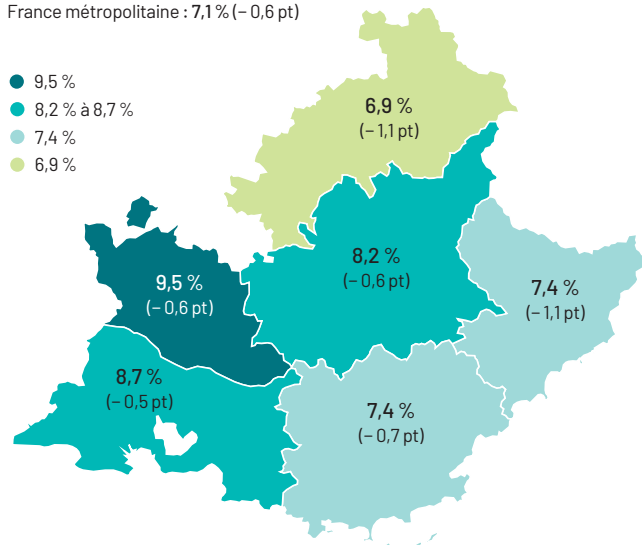 France métropolitaine : 7,1 % (− 0,6 pt)
9,5 %
8,2 % à 8,7 %
7,4 %
6,9 %
6,9 %
(− 1,1 pt)
8,2 %
(− 0,6 pt)
7,4 %
(− 1,1 pt)
9,5 %
(− 0,6 pt)
8,7 %
(− 0,5 pt)
7,4 %
(− 0,7 pt)